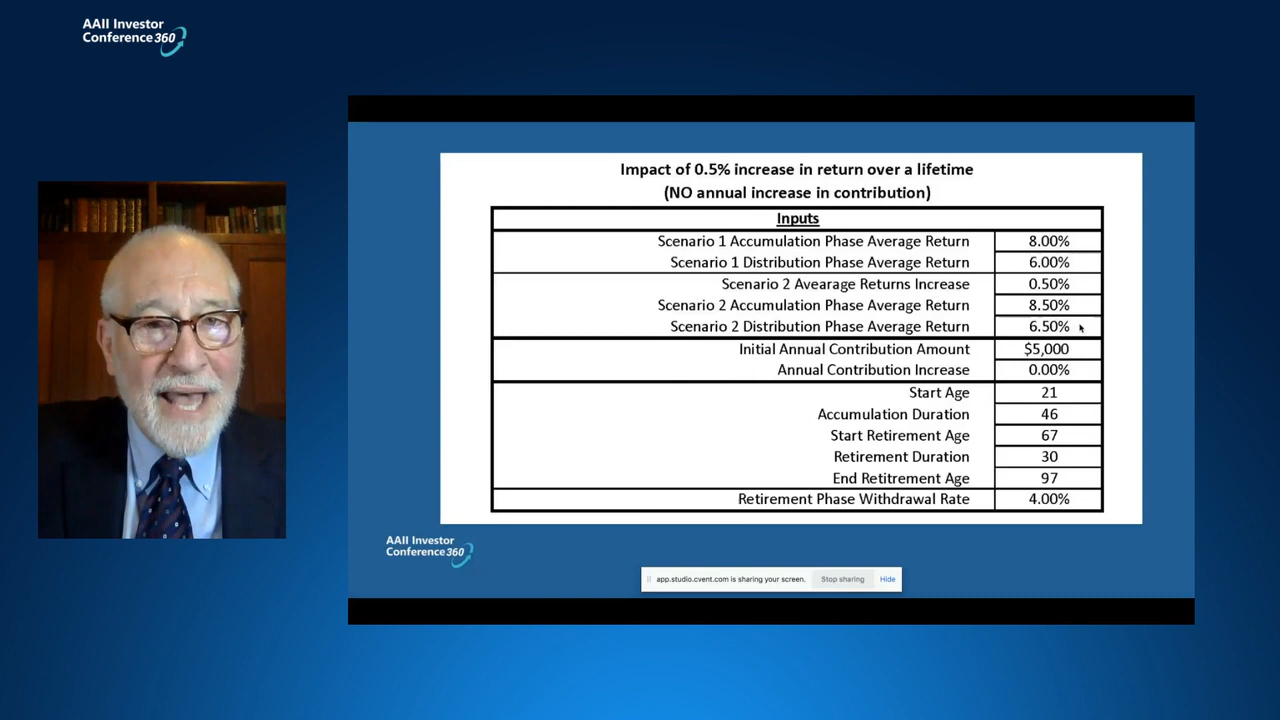 AAII Investor
Conference 360
Impact of 0.5% increase in return over a lifetime
(NO annual increase in contribution)
Inputs
Scenario 1 Accumulation Phase Average Return 8.00%
Scenario 1 Distribution Phase Average Return 6.00%
Scenario 2 Avearage Returns Increase 0.50%
Scenario 2 Accumulation Phase Average Return 8.50%
Scenario 2 Distribution Phase Average Return 6.50%
Initial Annual Contribution Amount $5,000
Annual Contribution Increase 0.00%
Start Age 21
Accumulation Duration 46
Start Retirement Age 67
Retirement Duration 30
End Retitrement Age 97
Retirement Phase Withdrawal Rate 4.00%
AAII Investor
Conference 360
app.studio.cvent.com is sharing your screen. Stop sharing Hide